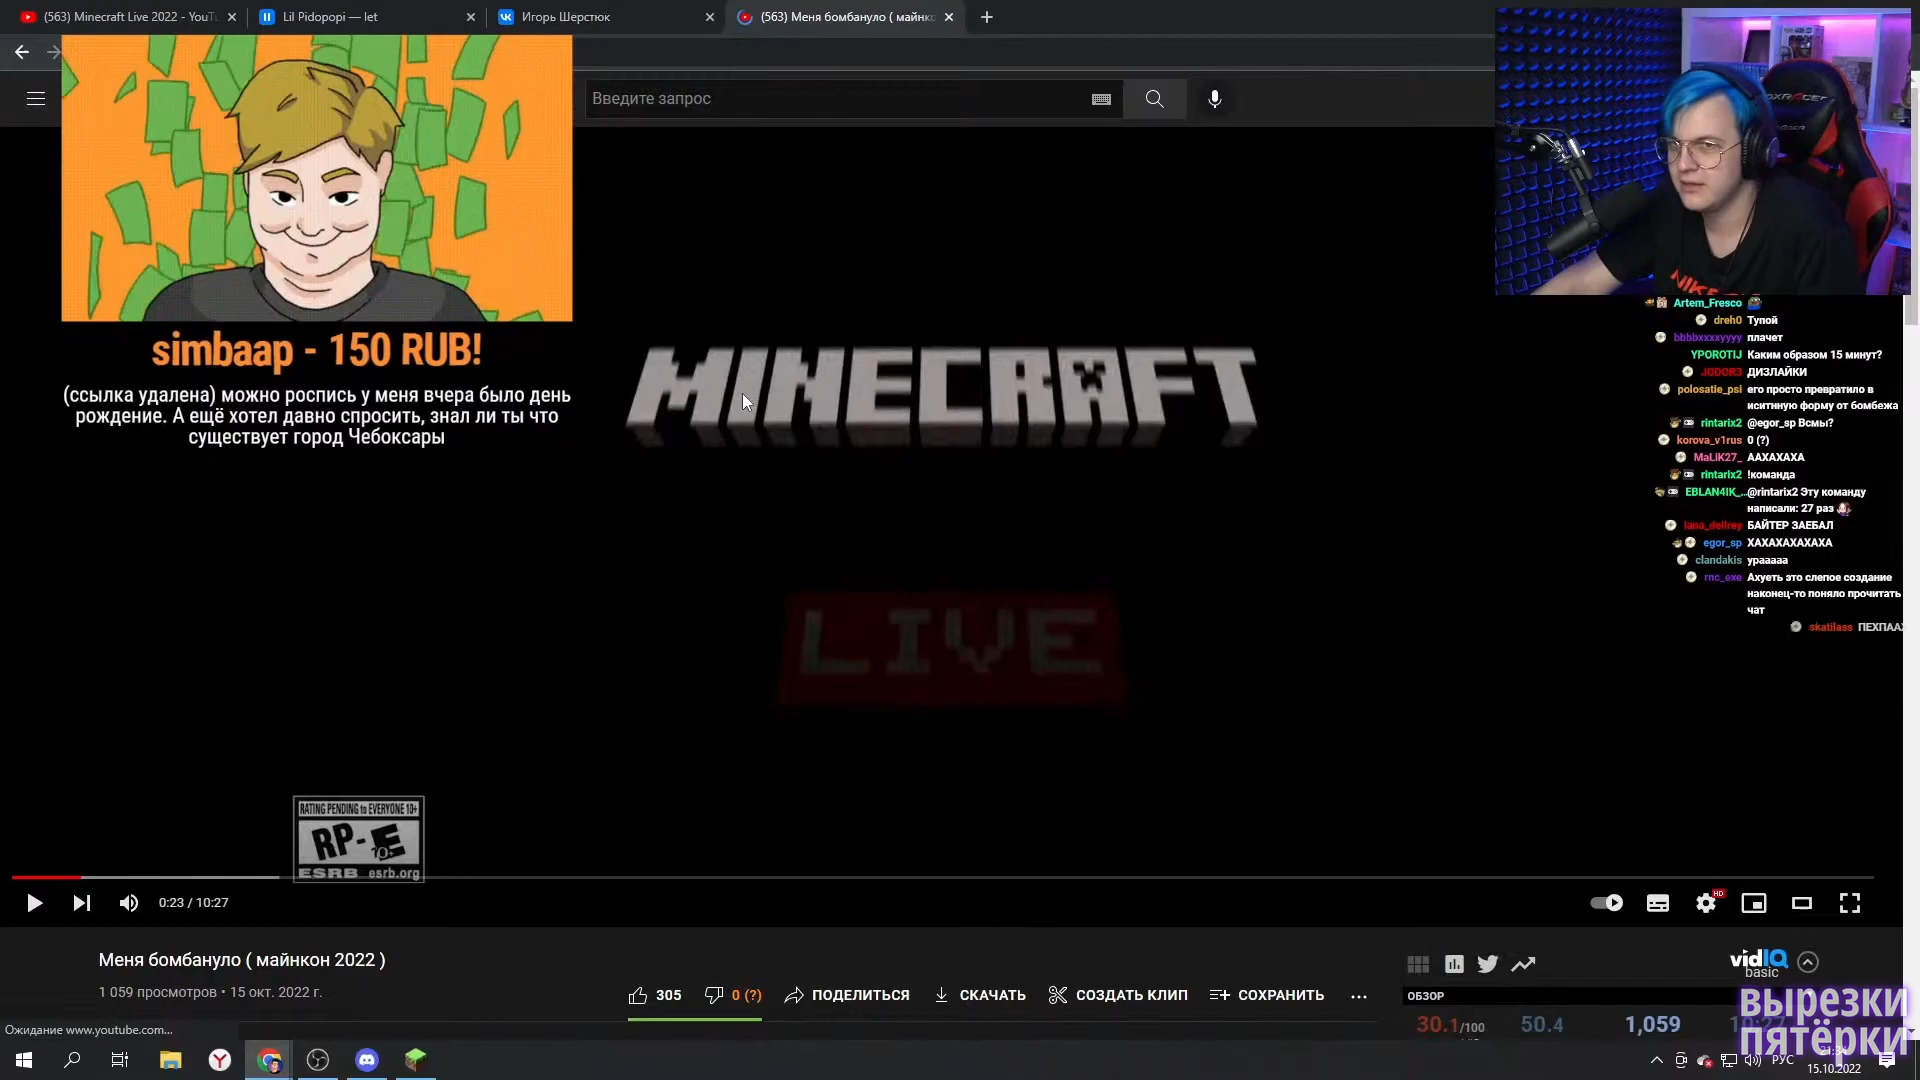 (563) Minecraft Live 2022 - YouTu
Lil Pidopopi — let
Игорь Шерстюк
(563) Меня бомбануло ( майнко
Введите запрос
simbaap - 150 RUB!
(ссылка удалена) можно роспись у меня вчера было день
рождение. А ещё хотел давно спросить, знал ли ты что
существует город Чебоксары
MINECRAFT
LIVE
Artem_Fresco
dreh0 Тупой
bbbbxxxxyyyy плачет
YPOROTIJ Каким образом 15 минут?
JODOR3 ДИЗЛАЙКИ
polosatie_psi его просто превратило в
иситнную форму от бомбежа
rintarix2 @egor_sp Всмы?
korova_v1rus 0 (?)
MaLiK27_ ААХАХАХА
rintarix2 !команда
EBLAN4IK_... @rintarix2 Эту команду
написали: 27 раз
lana_dellrey БАЙТЕР ЗАЕБАЛ
egor_sp ХАХАХАХАХАХА
clandakis ураaaaa
rnc_exe Ахуеть это слепое создание
наконец-то поняло прочитать
чат
skatilass ПЕХПААХ
RATING PENDING to EVERYONE 10+
RP-E
10+
ESRB esrb.org
0:23 / 10:27
HD
Меня бомбануло ( майнкон 2022 )
1 059 просмотров • 15 окт. 2022 г.
305
0 (?)
ПОДЕЛИТЬСЯ
СКАЧАТЬ
СОЗДАТЬ КЛИП
СОХРАНИТЬ
vidIQ
basic
ОБЗОР
30.1/100
50.4
1,059
вырезки
пятёрки
Ожидание www.youtube.com...
РУС
15.10.2022